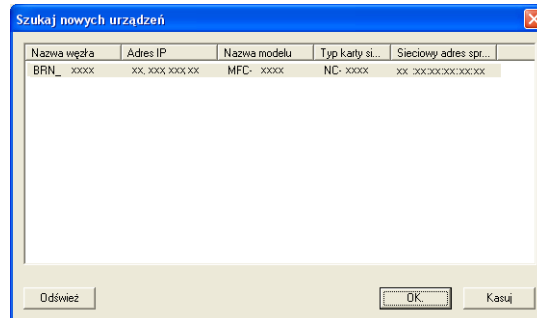 Szukaj nowych urządzeń
Nazwa węzła Adres IP Nazwa modelu Typ karty si... Sieciowy adres spr...
BRN_ xxxx xx, xxx, xxx, xx MFC- xxxx NC- xxxx xx :xx:xx:xx:xx:xx
Odśwież OK. Kasuj